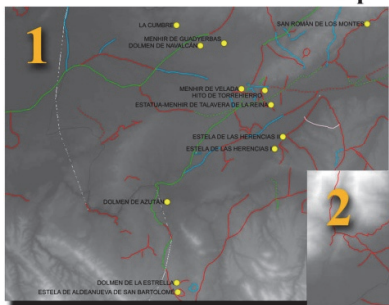 1
LA CUMBRE
SAN ROMAN DE LOS MONTES
MENHIR DE GUADYERBAS
DOLMEN DE NAVALCÁN
MENHIR DE VELADA
HITO DE TORREHIERRO
ESTATUA-MENHIR DE TALAVERA DE LA REINA
ESTELA DE LAS HERENCIAS II
ESTELA DE LAS HERENCIAS
DOLMEN DE AZUTÁN
2
DOLMEN DE LA ESTRELLA
ESTELA DE ALDEANUEVA DE SAN BARTOLOMÉ